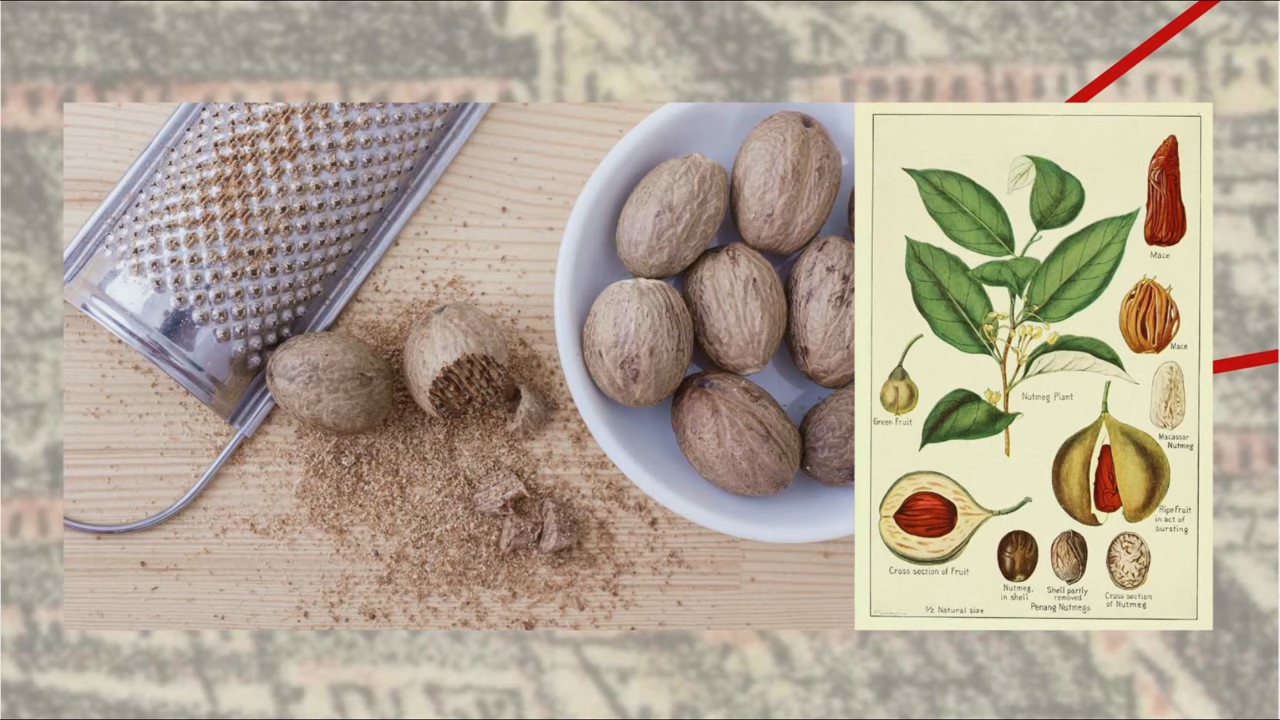 Mace
Mace
Nutmeg Plant
Green Fruit
Macassar
Nutmeg
Ripe Fruit
in act of
bursting
Cross section of Fruit
Nutmeg,
in shell
Shell partly
removed
Cross section
of Nutmeg
Penang Nutmegs
½ Natural size